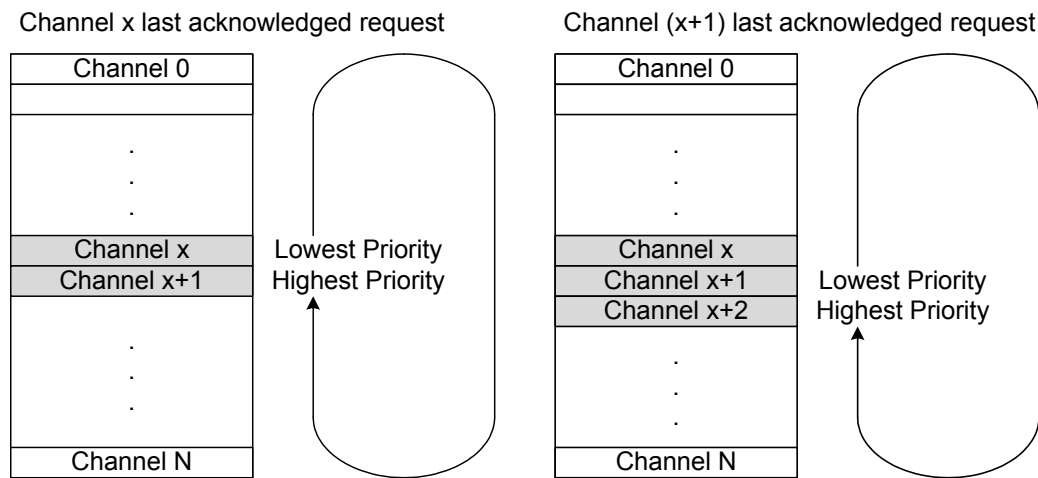 Channel x last acknowledged request
Channel 0
.
.
.
Channel x
Channel x+1
.
.
.
Channel N
Lowest Priority
Highest Priority
Channel (x+1) last acknowledged request
Channel 0
.
.
.
Channel x
Channel x+1
Channel x+2
.
.
.
Channel N
Lowest Priority
Highest Priority